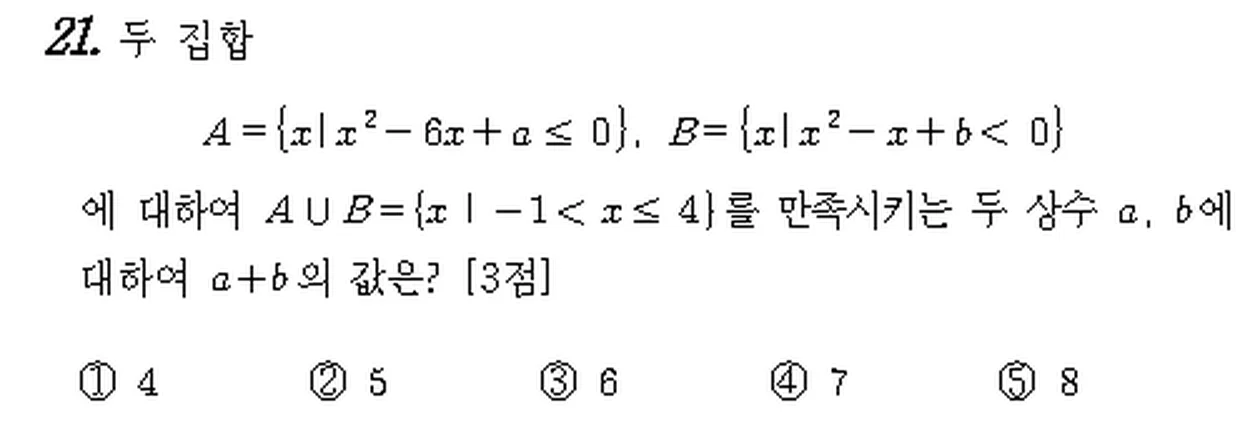 21. 두 집합
A={x|x²−6x+a≤0}, B={x|x²−x+b<0}
에 대하여 A∪B={x | −1<x≤4}를 만족시키는 두 상수 a, b에
대하여 a+b의 값은? [3점]
① 4 ② 5 ③ 6 ④ 7 ⑤ 8